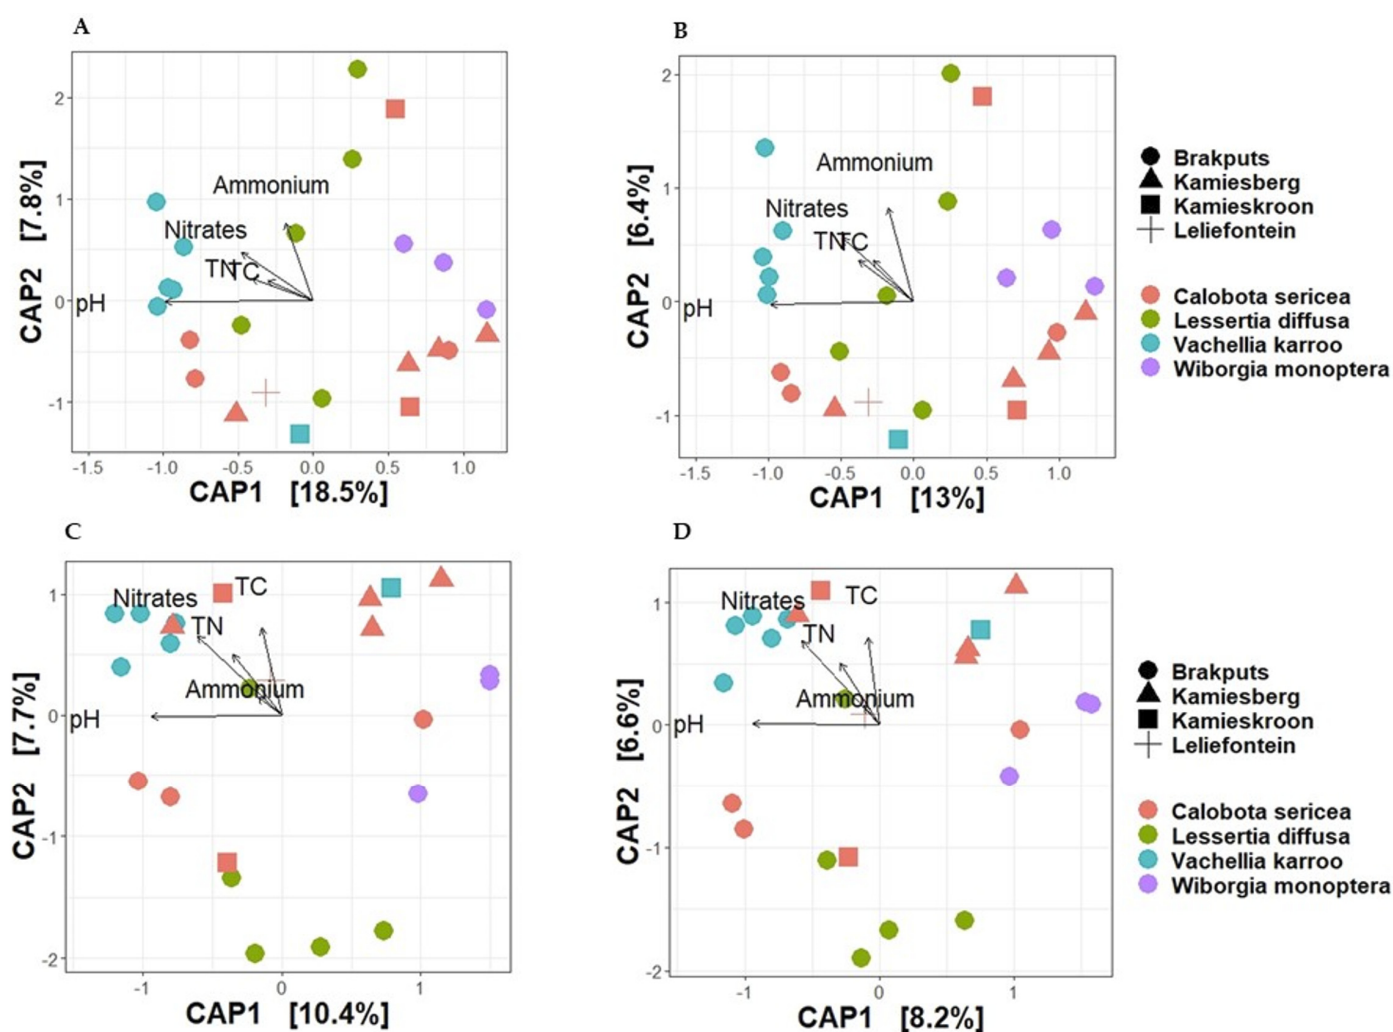 A
CAP2 [7.8%]
2
1
0
-1
Ammonium
Nitrates
TN
TC
pH
-1.5 -1.0 -0.5 0.0 0.5 1.0
CAP1 [18.5%]
B
CAP2 [6.4%]
2
1
0
-1
Ammonium
Nitrates
TN
TC
pH
-1.5 -1.0 -0.5 0.0 0.5 1.0
CAP1 [13%]
Brakputs
Kamiesberg
Kamieskroon
Leliefontein
Calobota sericea
Lessertia diffusa
Vachellia karroo
Wiborgia monoptera
C
CAP2 [7.7%]
1
0
-1
-2
Nitrates
TC
TN
Ammonium
pH
-1 0 1
CAP1 [10.4%]
D
CAP2 [6.6%]
1
0
-1
-2
Nitrates
TC
TN
Ammonium
pH
-1 0 1
CAP1 [8.2%]
Brakputs
Kamiesberg
Kamieskroon
Leliefontein
Calobota sericea
Lessertia diffusa
Vachellia karroo
Wiborgia monoptera